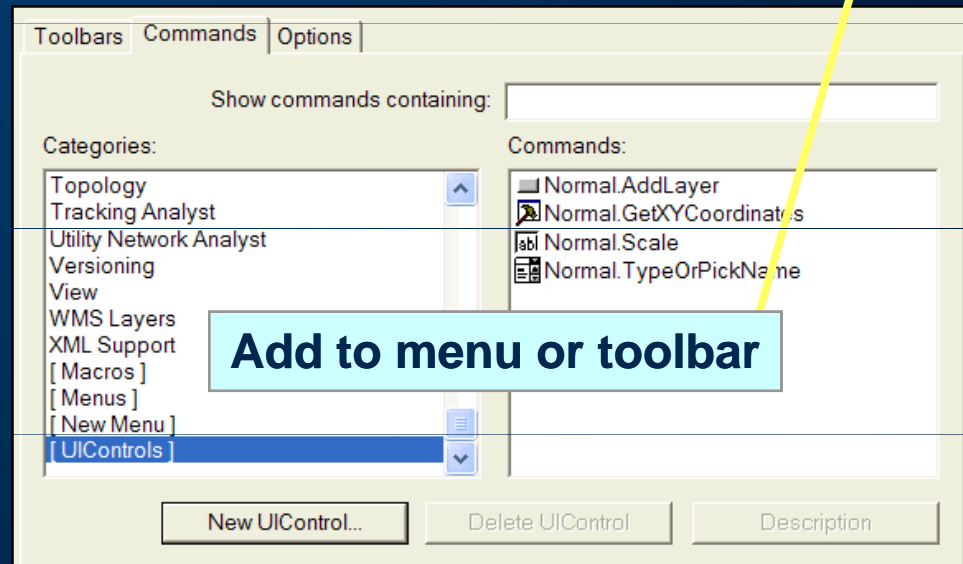 Toolbars Commands Options
Show commands containing:
Categories:
Commands:
Topology
Tracking Analyst
Utility Network Analyst
Versioning
View
WMS Layers
XML Support
[ Macros ]
[ Menus ]
[ New Menu ]
[ UIControls ]
Normal.AddLayer
Normal.GetXYCoordinates
abl Normal.Scale
Normal.TypeOrPickName
Add to menu or toolbar
New UIControl... Delete UIControl Description